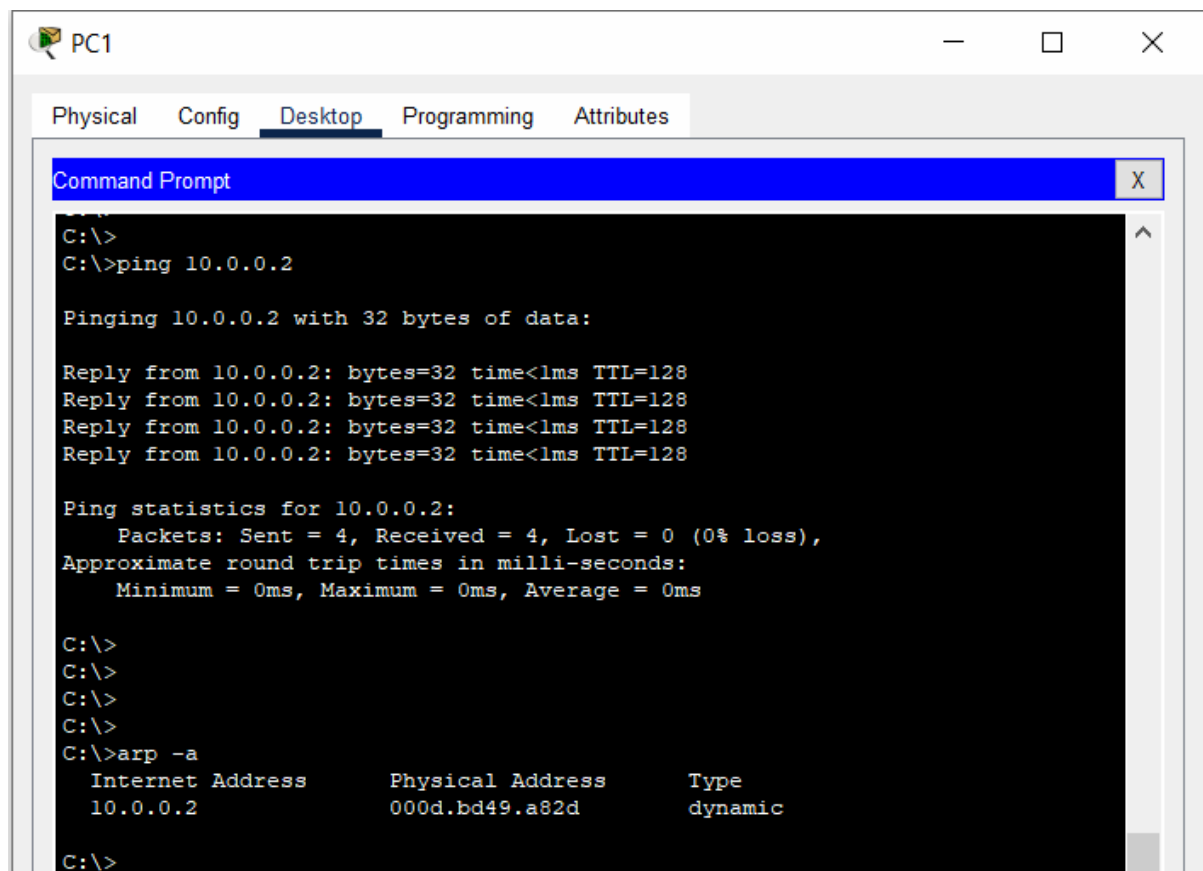 PC1
Physical Config Desktop Programming Attributes
Command Prompt X
C:\>
C:\>ping 10.0.0.2
Pinging 10.0.0.2 with 32 bytes of data:
Reply from 10.0.0.2: bytes=32 time<1ms TTL=128
Reply from 10.0.0.2: bytes=32 time<1ms TTL=128
Reply from 10.0.0.2: bytes=32 time<1ms TTL=128
Reply from 10.0.0.2: bytes=32 time<1ms TTL=128
Ping statistics for 10.0.0.2:
Packets: Sent = 4, Received = 4, Lost = 0 (0% loss),
Approximate round trip times in milli-seconds:
Minimum = 0ms, Maximum = 0ms, Average = 0ms
C:\>
C:\>
C:\>
C:\>
C:\>arp -a
Internet Address Physical Address Type
10.0.0.2 000d.bd49.a82d dynamic
C:\>